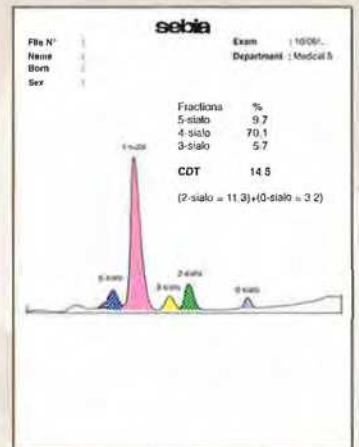 sebia
File N° :
Exam : 10/06/..
Name :
Department : Medical S
Born :
Sex :
Fractions %
5-sialo 9.7
4-sialo 70.1
3-sialo 5.7
CDT 14.5
(2-sialo = 11.3)+(0-sialo = 3.2)
4-sialo
5-sialo
3-sialo
2-sialo
0-sialo